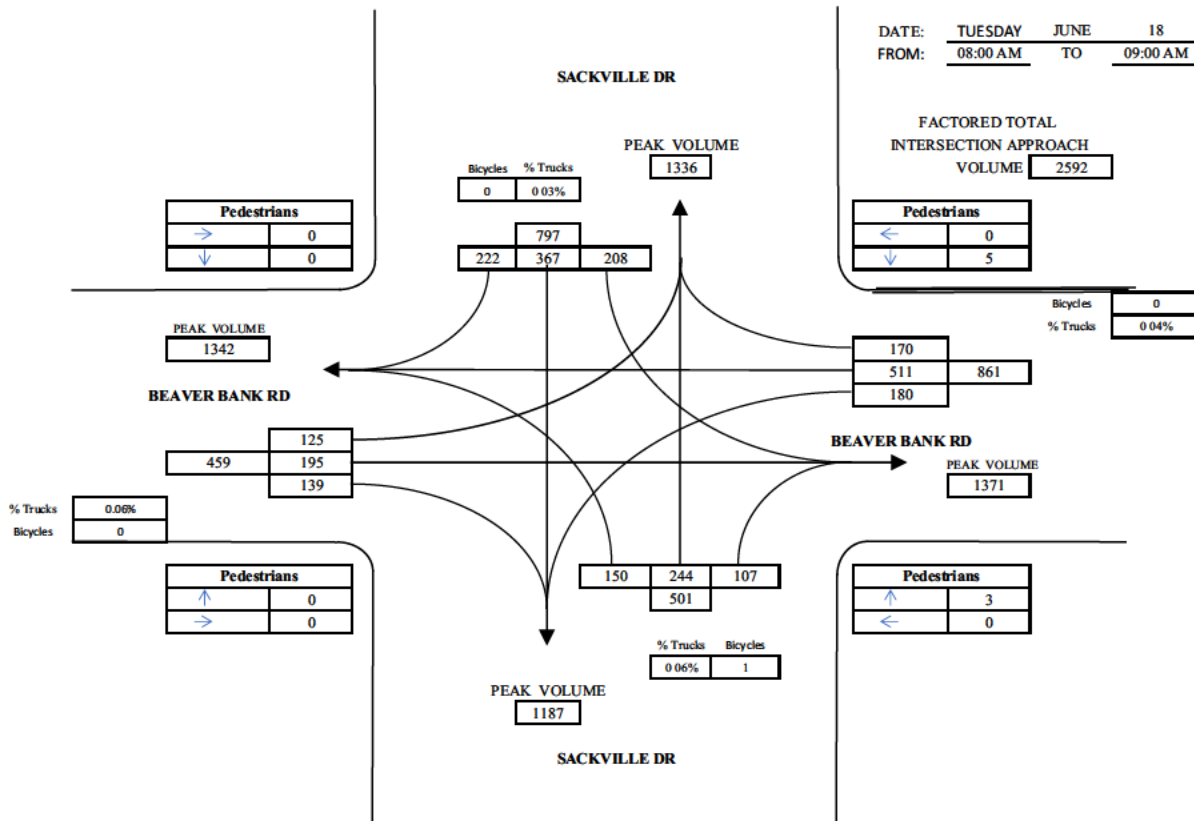 DATE: TUESDAY JUNE 18
FROM: 08:00 AM TO 09:00 AM
SACKVILLE DR
FACTORED TOTAL
INTERSECTION APPROACH
VOLUME 2592
PEAK VOLUME
1336
Bicycles % Trucks
0 0 03%
797
222 367 208
Pedestrians
→ 0
↓ 0
Pedestrians
← 0
↓ 5
Bicycles 0
% Trucks 0 04%
PEAK VOLUME
1342
BEAVER BANK RD
170
511 861
180
125
459 195
139
BEAVER BANK RD
PEAK VOLUME
1371
% Trucks 0.06%
Bicycles 0
150 244 107
501
Pedestrians
↑ 0
→ 0
Pedestrians
↑ 3
← 0
% Trucks Bicycles
0 06% 1
PEAK VOLUME
1187
SACKVILLE DR